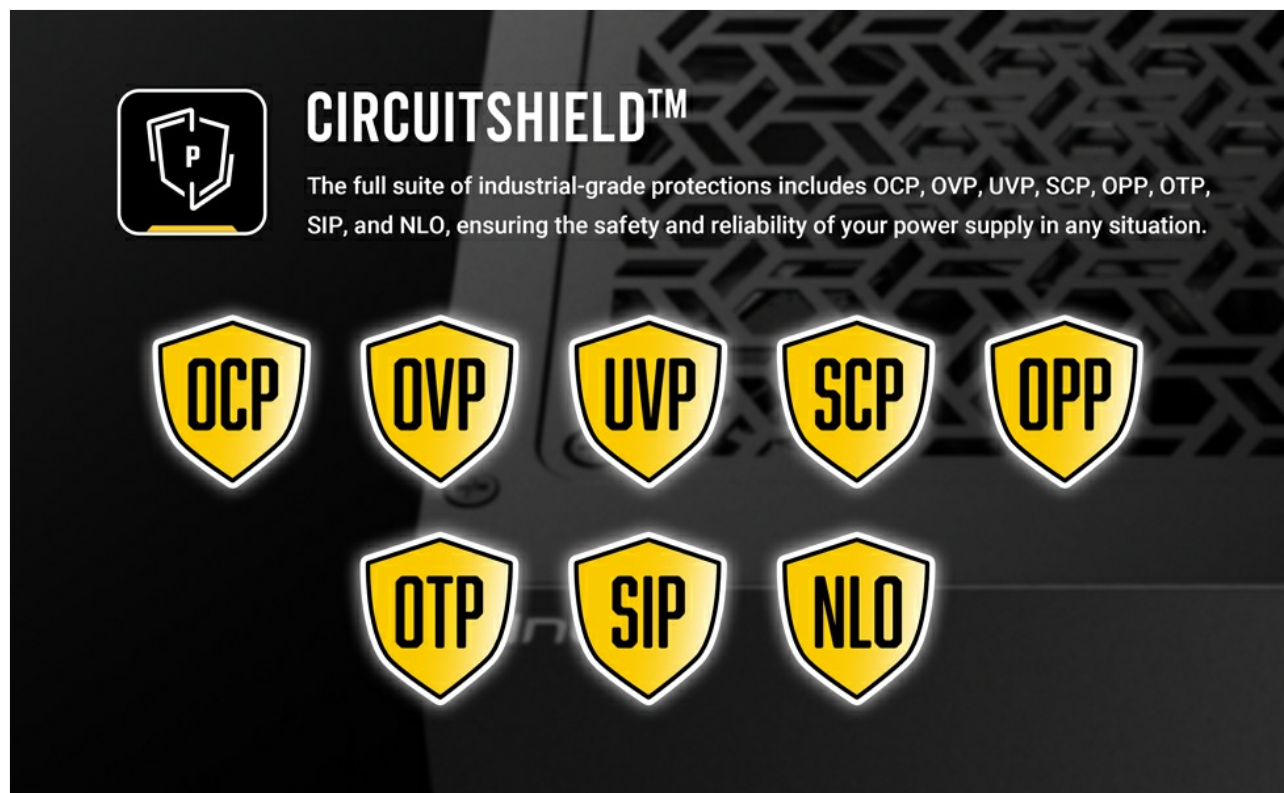 P
CIRCUITSHIELD™
The full suite of industrial-grade protections includes OCP, OVP, UVP, SCP, OPP, OTP,
SIP, and NLO, ensuring the safety and reliability of your power supply in any situation.
OCP OVP UVP SCP OPP
OTP SIP NLO